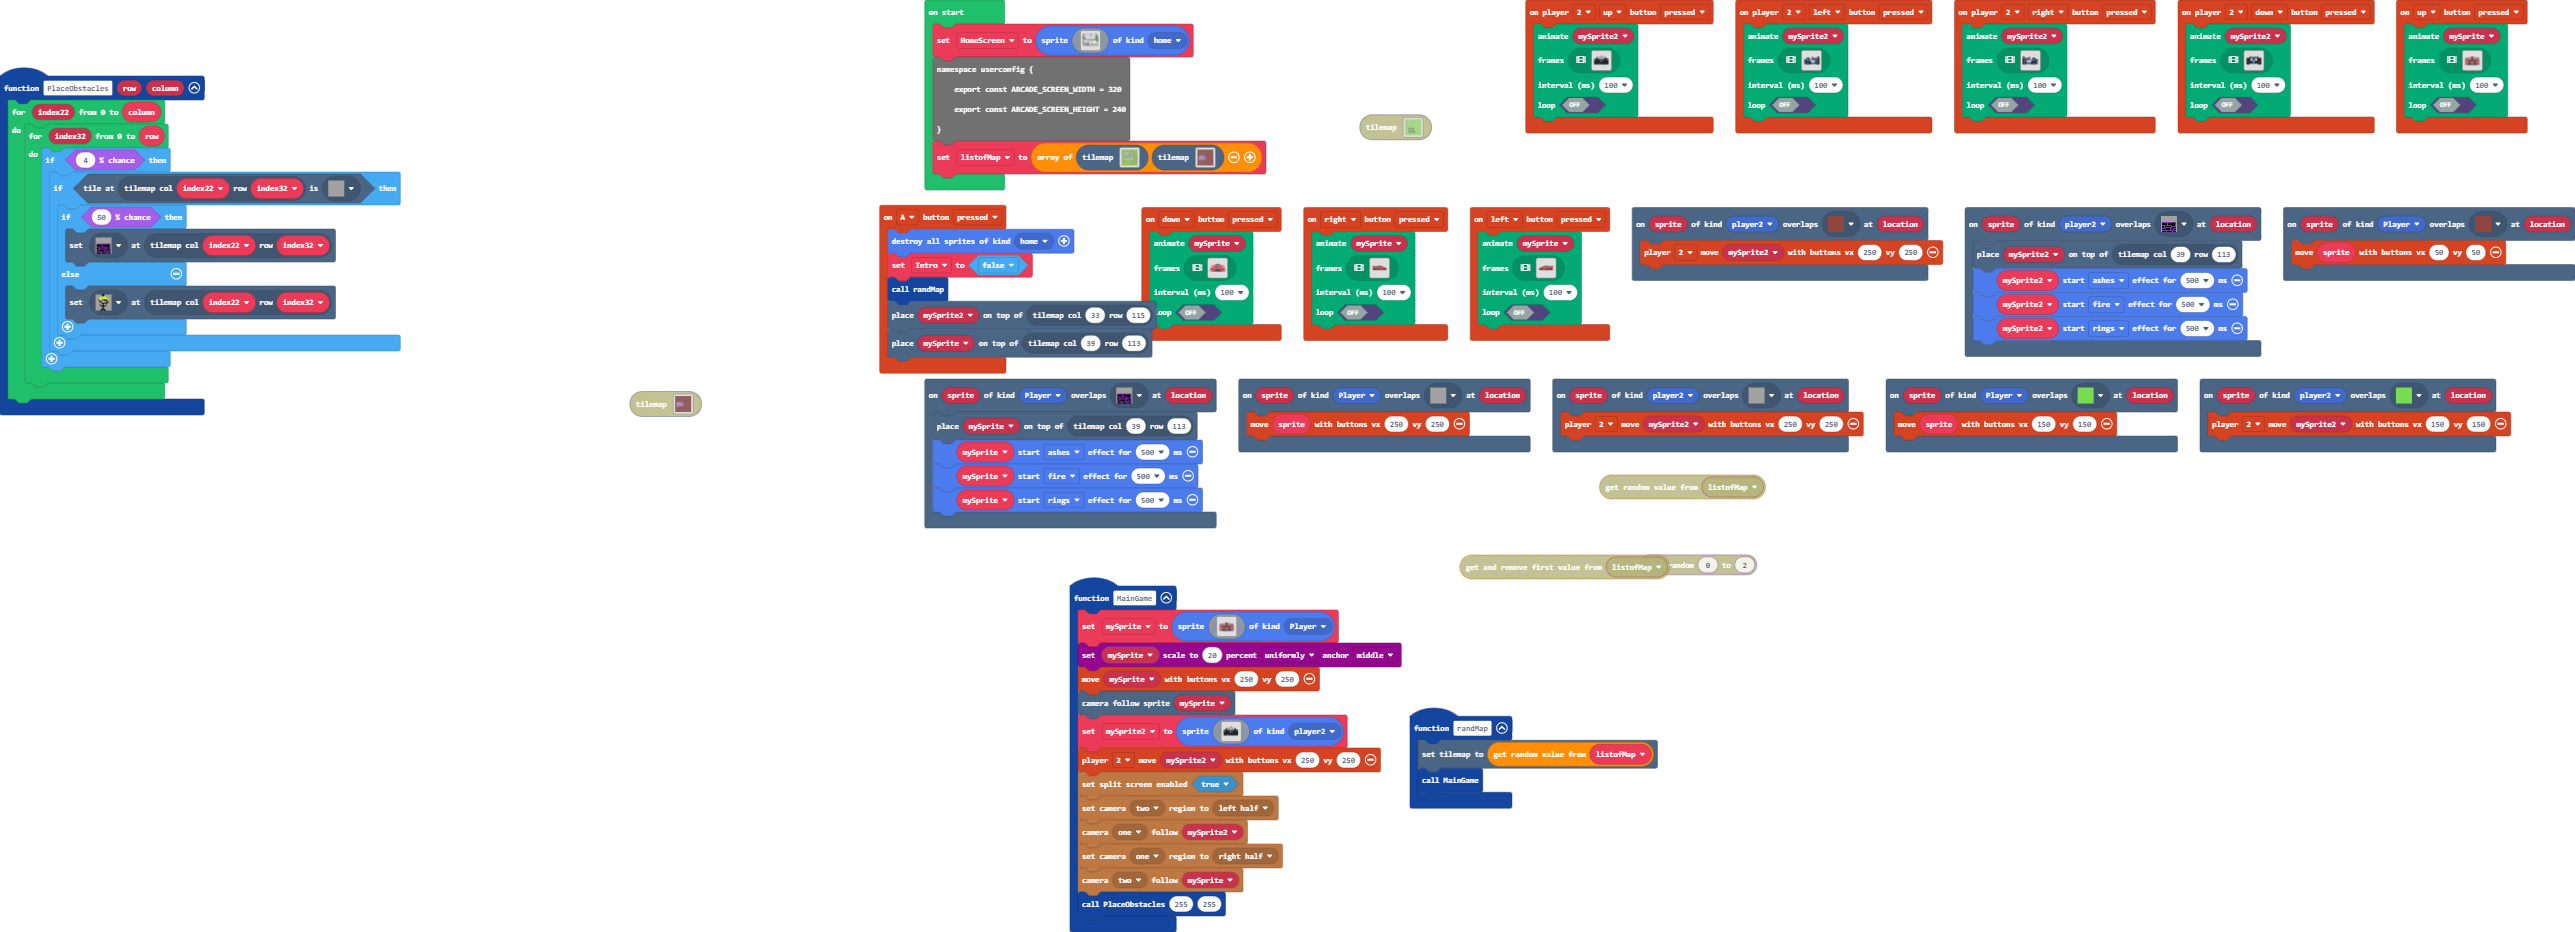 function PlaceObstacles row column
for index22 from 0 to column
do
for index32 from 0 to row
do
if 4 % chance then
if tile at tilemap col index22 row index32 is then
if 50 % chance then
set at tilemap col index22 row index32
else
set at tilemap col index22 row index32
tilemap
on start
set HomeScreen to sprite of kind home
namespace userconfig {
export const ARCADE_SCREEN_WIDTH = 320
export const ARCADE_SCREEN_HEIGHT = 240
}
set listofMap to array of tilemap tilemap
tilemap
on player 2 up button pressed
animate mySprite2
frames
interval (ms) 100
loop OFF
on player 2 left button pressed
animate mySprite2
frames
interval (ms) 100
loop OFF
on player 2 right button pressed
animate mySprite2
frames
interval (ms) 100
loop OFF
on player 2 down button pressed
animate mySprite2
frames
interval (ms) 100
loop OFF
on up button pressed
animate mySprite
frames
interval (ms) 100
loop OFF
on A button pressed
destroy all sprites of kind home
set Intro to false
call randMap
place mySprite2 on top of tilemap col 33 row 115
place mySprite on top of tilemap col 39 row 113
on down button pressed
animate mySprite
frames
interval (ms) 100
loop OFF
on right button pressed
animate mySprite
frames
interval (ms) 100
loop OFF
on left button pressed
animate mySprite
frames
interval (ms) 100
loop OFF
on sprite of kind player2 overlaps at location
player 2 move mySprite2 with buttons vx 250 vy 250
on sprite of kind player2 overlaps at location
place mySprite2 on top of tilemap col 39 row 113
mySprite2 start ashes effect for 500 ms
mySprite2 start fire effect for 500 ms
mySprite2 start rings effect for 500 ms
on sprite of kind Player overlaps at location
move sprite with buttons vx 50 vy 50
on sprite of kind Player overlaps at location
place mySprite on top of tilemap col 39 row 113
mySprite start ashes effect for 500 ms
mySprite start fire effect for 500 ms
mySprite start rings effect for 500 ms
on sprite of kind Player overlaps at location
move sprite with buttons vx 250 vy 250
on sprite of kind player2 overlaps at location
player 2 move mySprite2 with buttons vx 250 vy 250
on sprite of kind Player overlaps at location
move sprite with buttons vx 150 vy 150
on sprite of kind player2 overlaps at location
player 2 move mySprite2 with buttons vx 150 vy 150
get random value from listofMap
get and remove first value from listofMap
random 0 to 2
function MainGame
set mySprite to sprite of kind Player
set mySprite scale to 20 percent uniformly anchor middle
move mySprite with buttons vx 250 vy 250
camera follow sprite mySprite
set mySprite2 to sprite of kind player2
player 2 move mySprite2 with buttons vx 250 vy 250
set split screen enabled true
set camera two region to left half
camera one follow mySprite2
set camera one region to right half
camera two follow mySprite
call PlaceObstacles 255 255
function randMap
set tilemap to get random value from listofMap
call MainGame